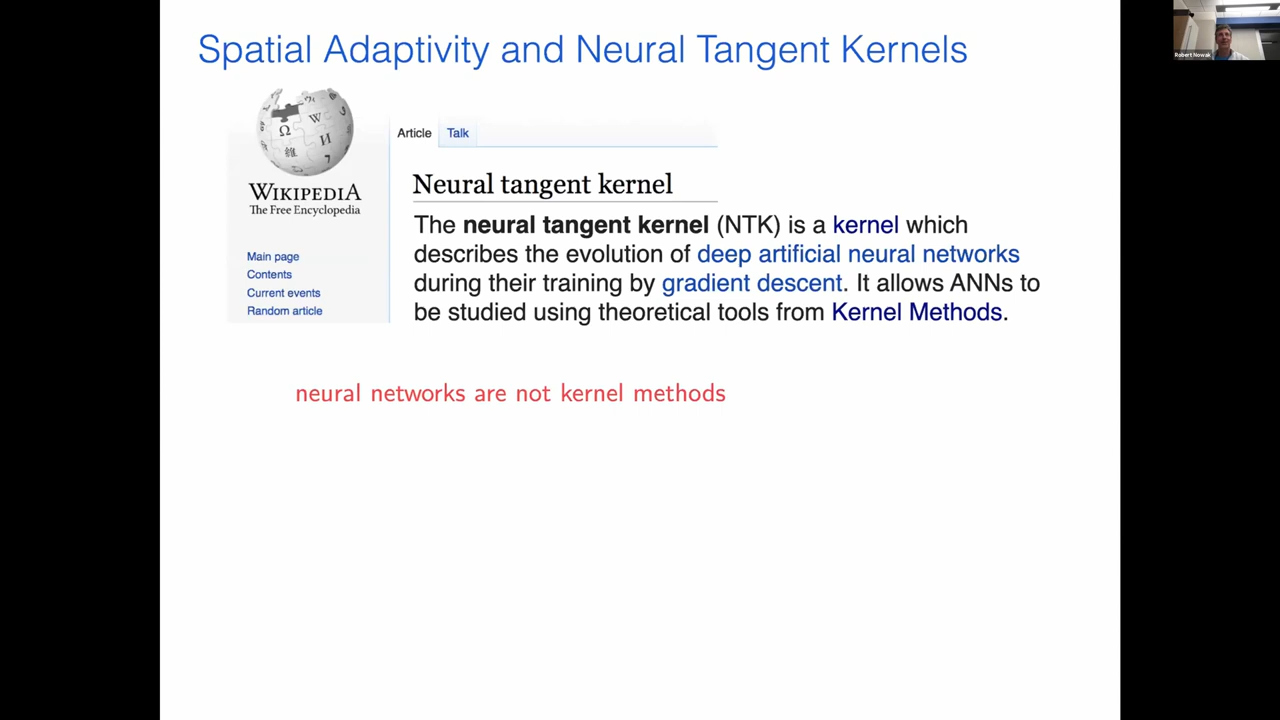 Spatial Adaptivity and Neural Tangent Kernels
Robert Nowak
WIKIPEDIA
The Free Encyclopedia
Main page
Contents
Current events
Random article
Article Talk
Neural tangent kernel
The neural tangent kernel (NTK) is a kernel which
describes the evolution of deep artificial neural networks
during their training by gradient descent. It allows ANNs to
be studied using theoretical tools from Kernel Methods.
neural networks are not kernel methods